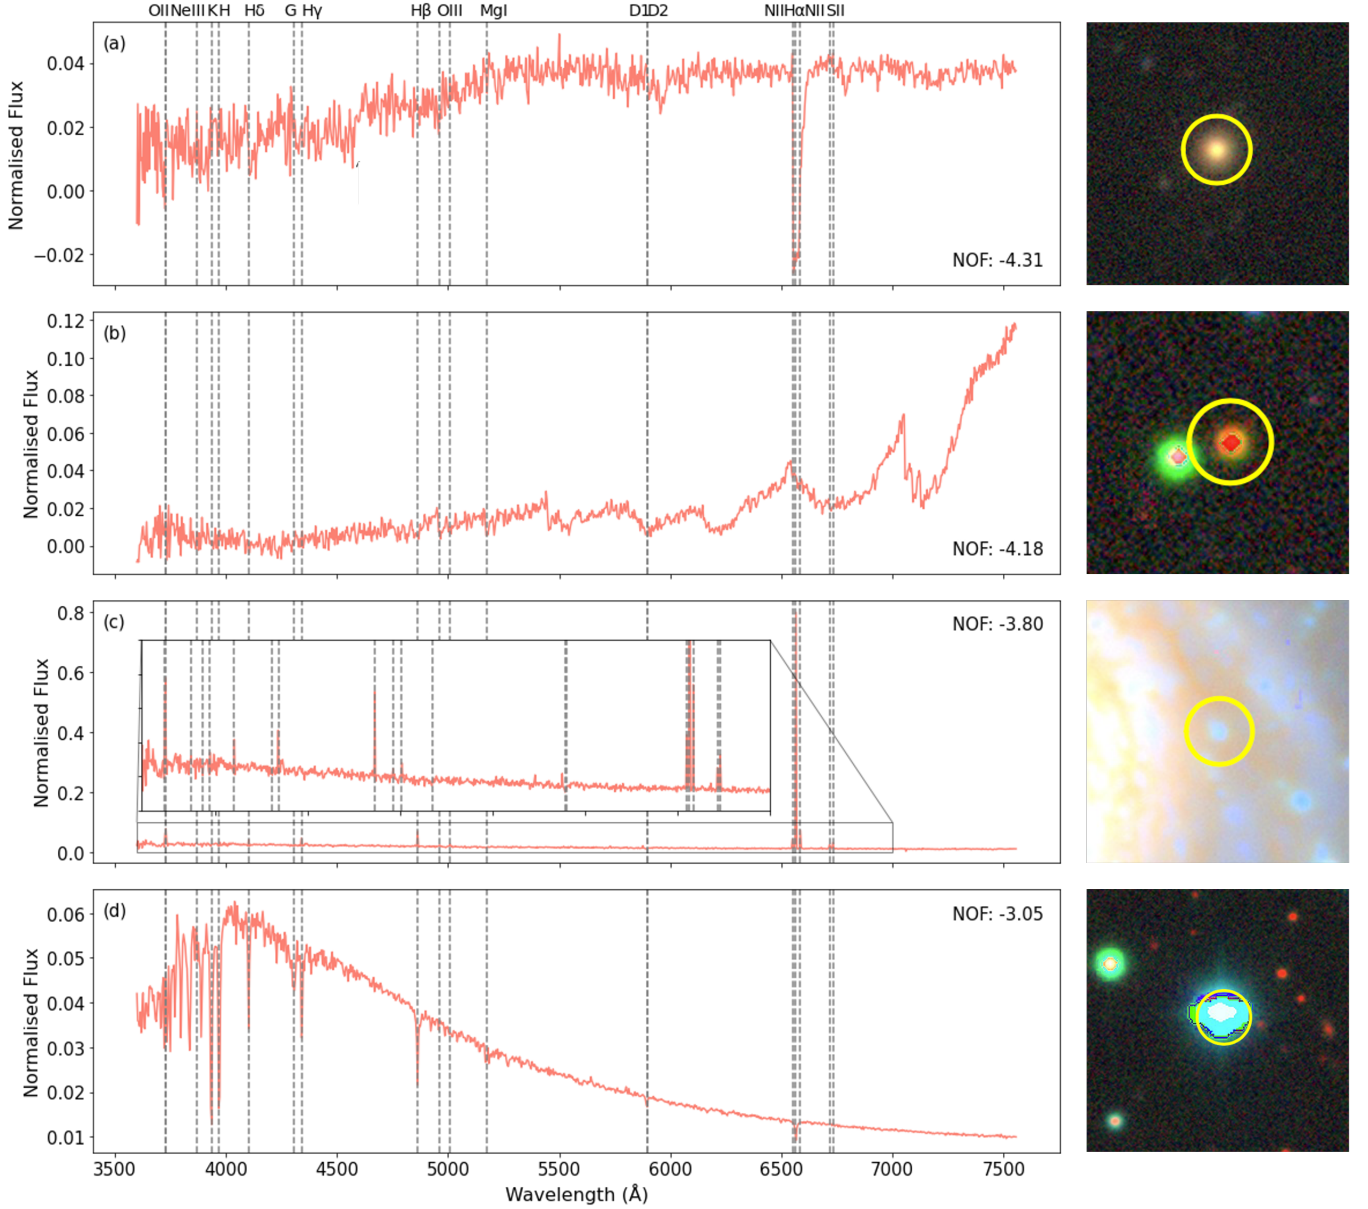 OII NeIII K H Hδ G Hγ Hβ OIII MgI D1 D2 NII Hα NII SII
(a)
Normalised Flux
0.04
0.02
0.00
−0.02
NOF: -4.31
(b)
Normalised Flux
0.12
0.10
0.08
0.06
0.04
0.02
0.00
NOF: -4.18
(c)
Normalised Flux
0.8
0.6
0.4
0.2
0.0
NOF: -3.80
(d)
Normalised Flux
0.06
0.05
0.04
0.03
0.02
0.01
NOF: -3.05
3500 4000 4500 5000 5500 6000 6500 7000 7500
Wavelength (Å)